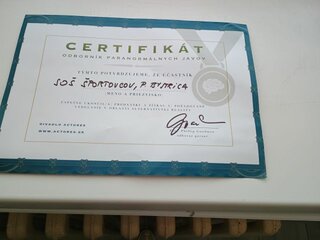 CERTIFIKÁT
ODBORNÍK PARANORMÁLNYCH JAVOV
TÝMTO POTVRDZUJEME, ŽE ÚČASTNÍK
SOŠ ŠPORTOVCOV, P. BYSTRICA
MENO A PRIEZVISKO
DIVADLO ACTORES
WWW.ACTORES.SK